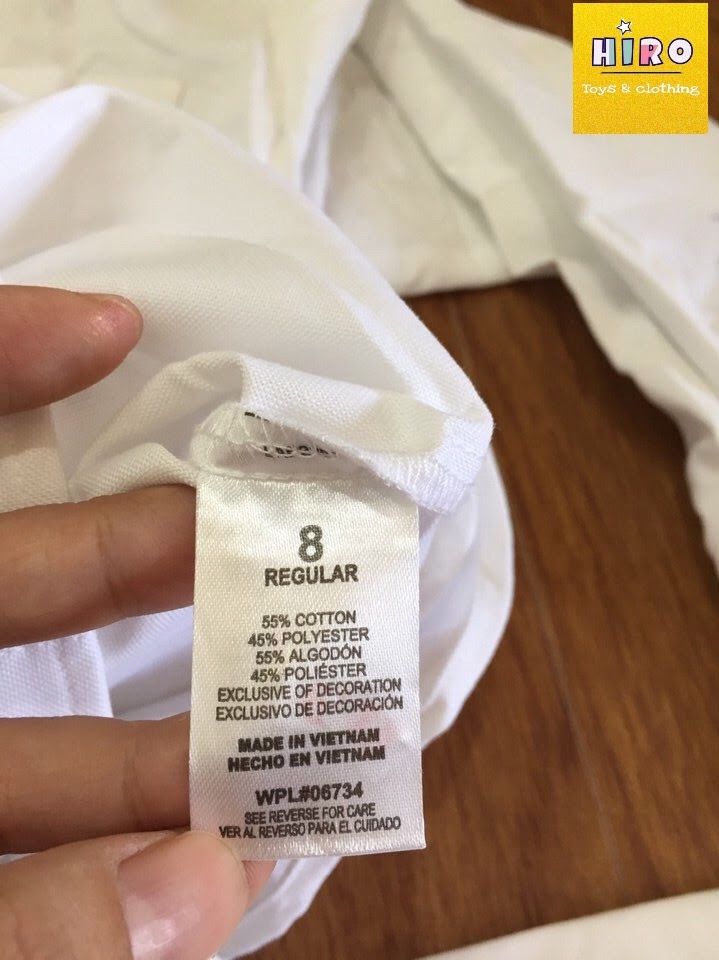 HIRO
Toys & clothing
8
REGULAR
55% COTTON
45% POLYESTER
55% ALGODÓN
45% POLIÉSTER
EXCLUSIVE OF DECORATION
EXCLUSIVO DE DECORACIÓN
MADE IN VIETNAM
HECHO EN VIETNAM
WPL#06734
SEE REVERSE FOR CARE
VER AL REVERSO PARA EL CUIDADO